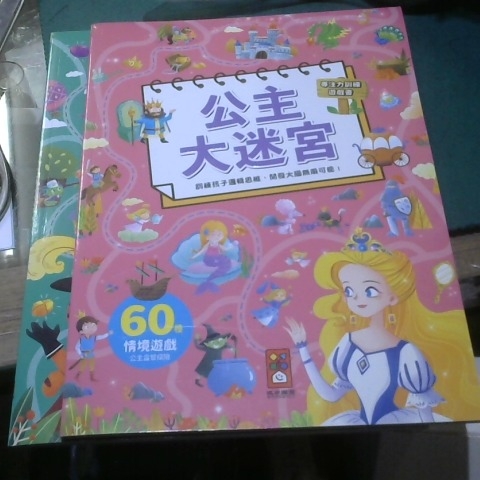 專注力訓練
遊戲書
公主
大迷宮
訓練孩子邏輯思維，開發大腦無限可能！
60個
情境遊戲